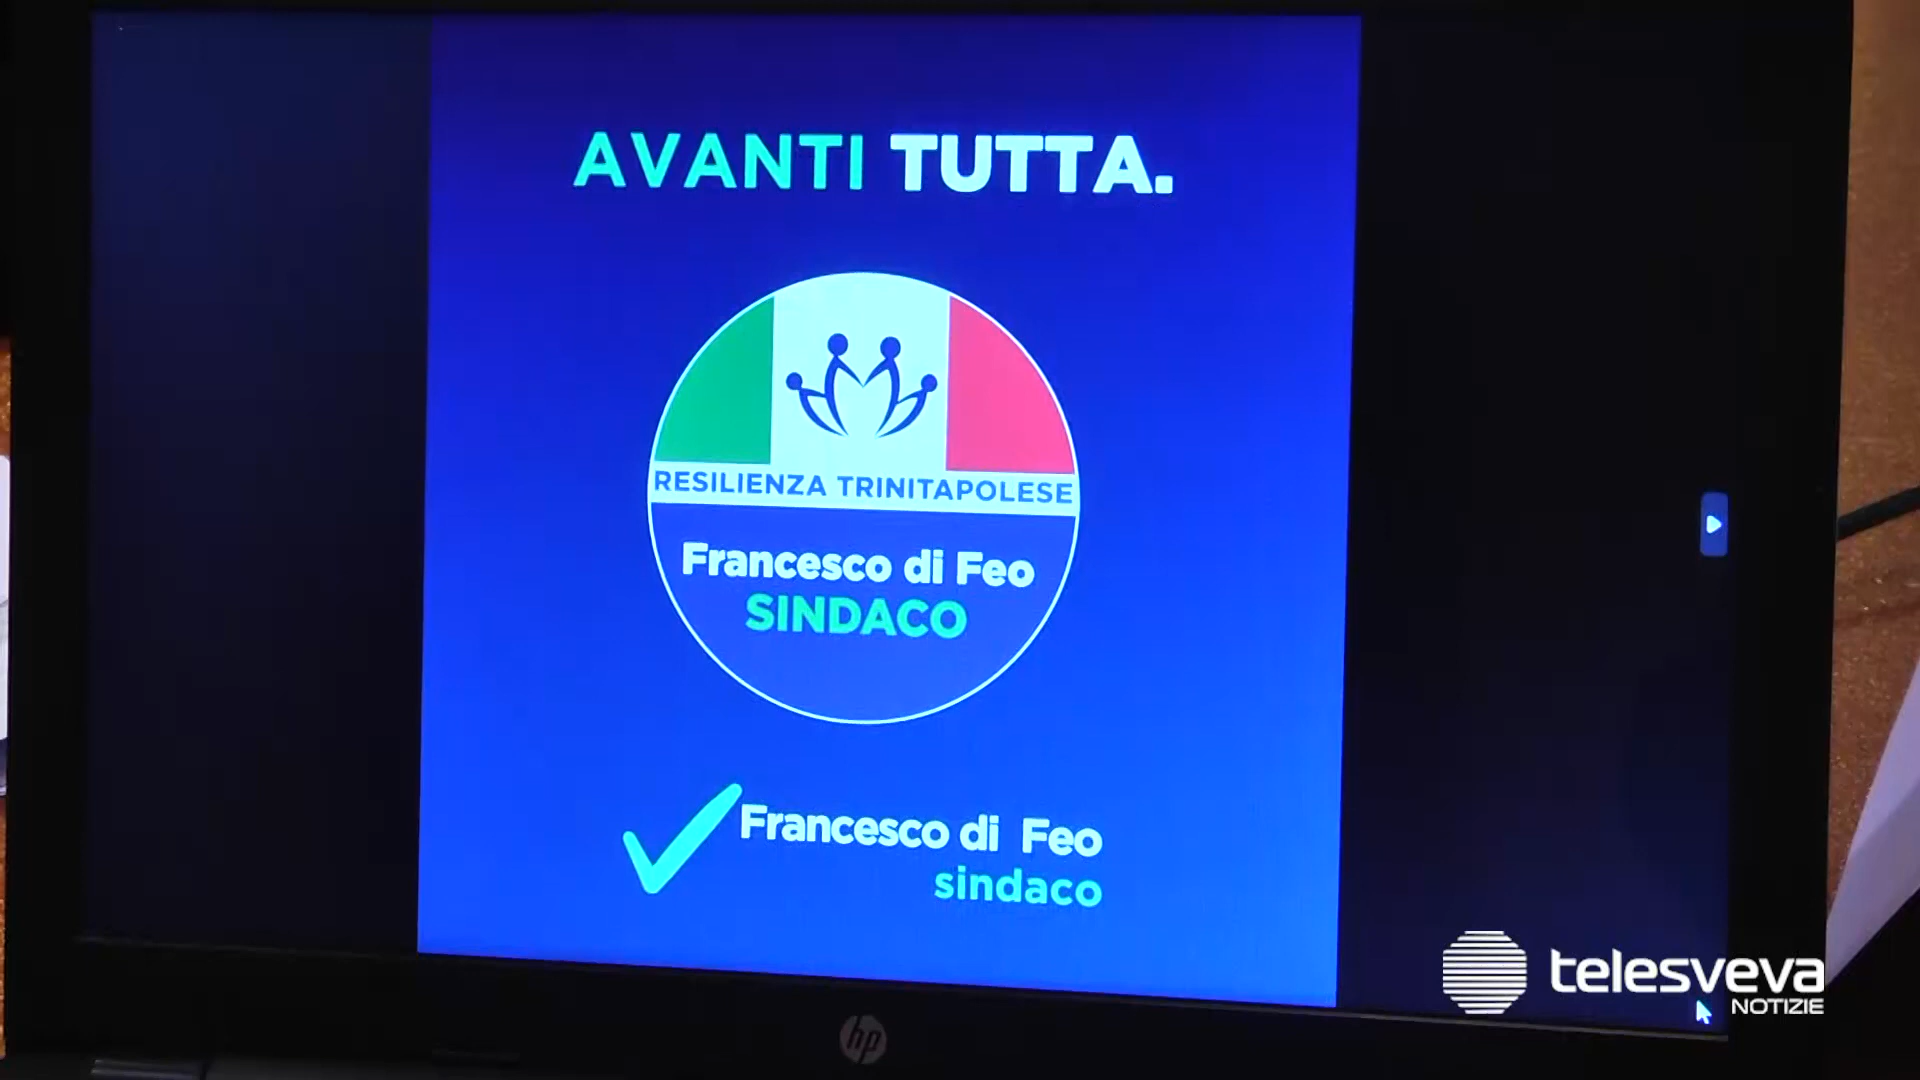 AVANTI TUTTA.
RESILIENZA TRINITAPOLESE
Francesco di Feo
SINDACO
Francesco di Feo
sindaco
telesveva
NOTIZIE
hp